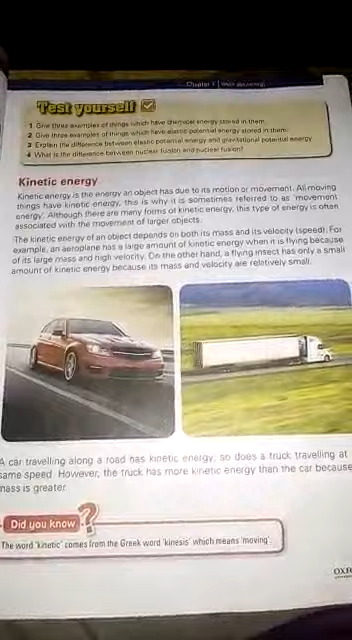 Chapter 1 | What are energy
Test yourself
1 Give three examples of things which have chemical energy stored in them.
2 Give three examples of things which have elastic potential energy stored in them.
3 Explain the difference between elastic potential energy and gravitational potential energy.
4 What is the difference between nuclear fission and nuclear fusion?
Kinetic energy
Kinetic energy is the energy an object has due to its motion or movement. All moving
things have kinetic energy, this is why it is sometimes referred to as 'movement
energy'. Although there are many forms of kinetic energy, this type of energy is often
associated with the movement of larger objects.
The kinetic energy of an object depends on both its mass and its velocity (speed). For
example, an aeroplane has a large amount of kinetic energy when it is flying because
of its large mass and high velocity. On the other hand, a flying insect has only a small
amount of kinetic energy because its mass and velocity are relatively small.
A car travelling along a road has kinetic energy, so does a truck travelling at
same speed. However, the truck has more kinetic energy than the car because
mass is greater.
Did you know ?
The word 'kinetic' comes from the Greek word 'kinesis' which means 'moving'.